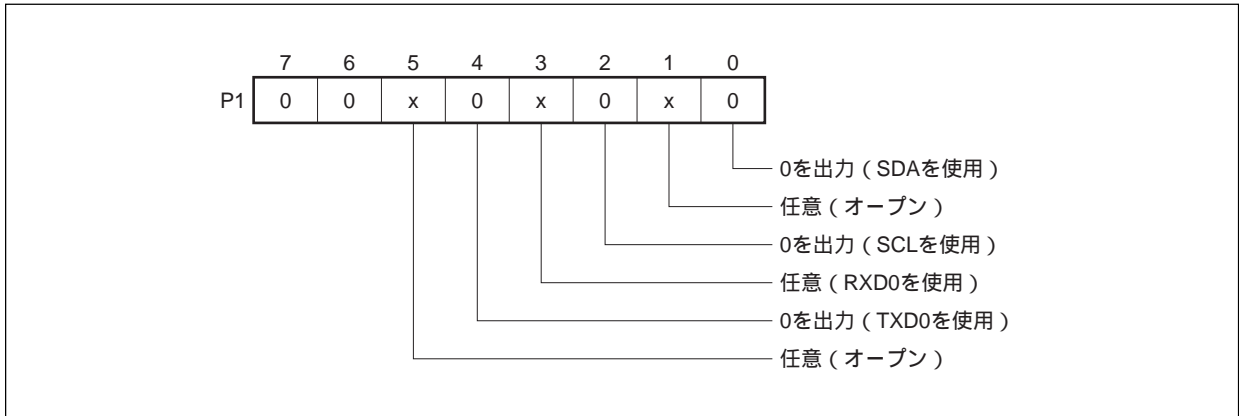 7 6 5 4 3 2 1 0
P1 0 0 x 0 x 0 x 0
0を出力（SDAを使用）
任意（オープン）
0を出力（SCLを使用）
任意（RXD0を使用）
0を出力（TXD0を使用）
任意（オープン）